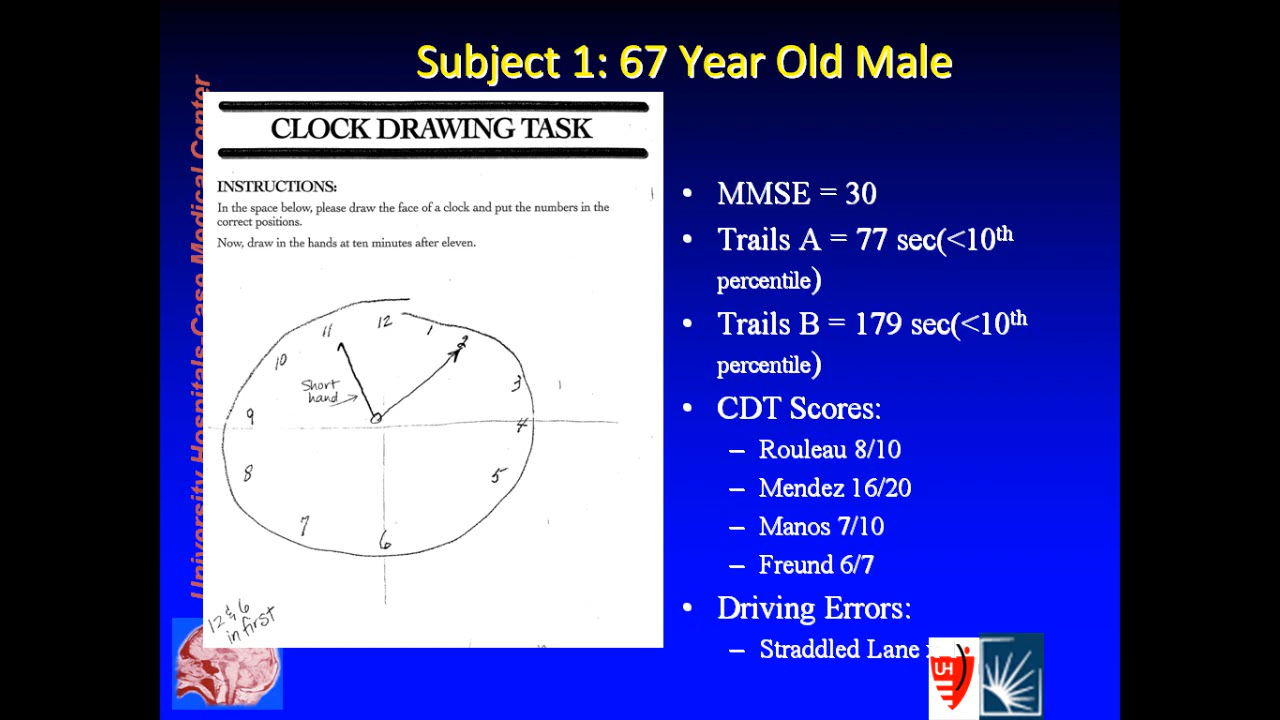 Subject 1: 67 Year Old Male
University Hospitals-Case Medical Center
CLOCK DRAWING TASK
INSTRUCTIONS:
In the space below, please draw the face of a clock and put the numbers in the
correct positions.
Now, draw in the hands at ten minutes after eleven.
12
11
1
2
10
3
Short
hand
9
4
8
5
7
6
12 & 6
in first
• MMSE = 30
• Trails A = 77 sec(<10th
percentile)
• Trails B = 179 sec(<10th
percentile)
• CDT Scores:
– Rouleau 8/10
– Mendez 16/20
– Manos 7/10
– Freund 6/7
• Driving Errors:
– Straddled Lane
UH